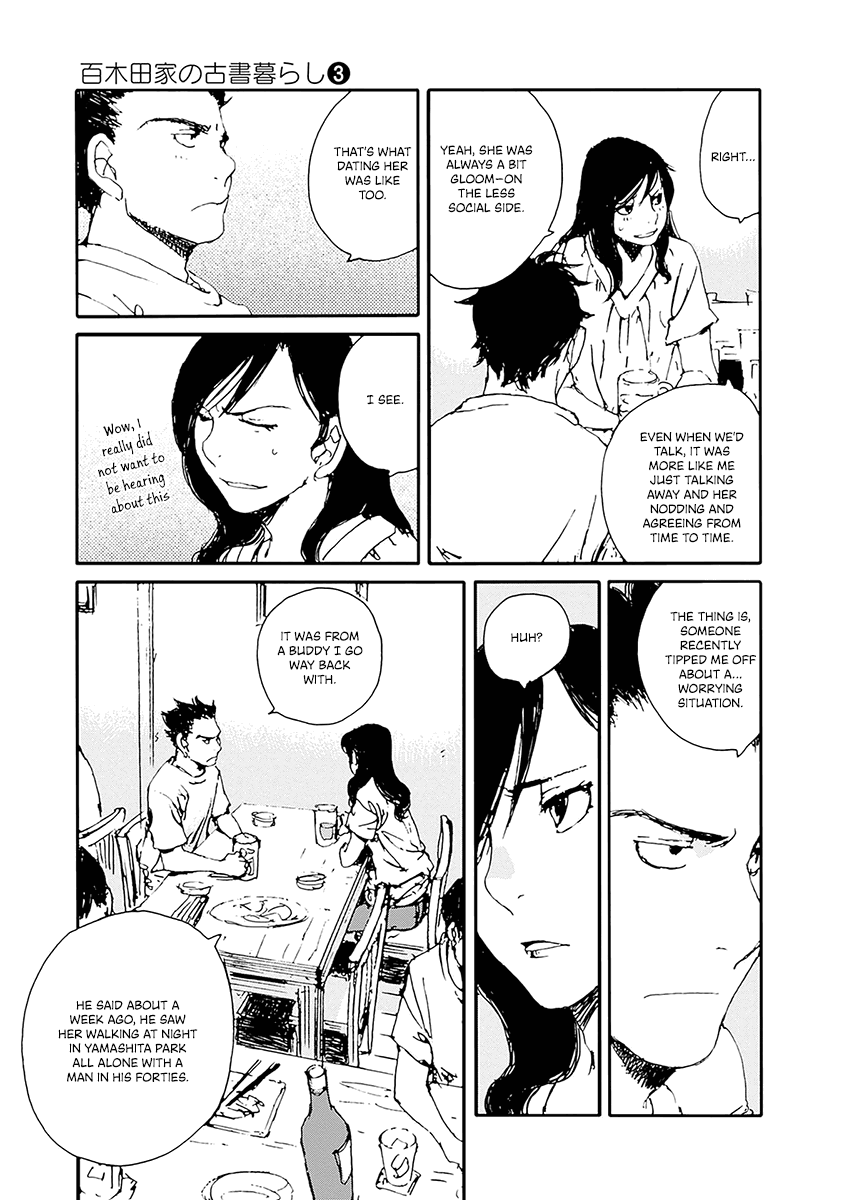 百木田家の古書暮らし❸
RIGHT...
YEAH, SHE WAS
ALWAYS A BIT
GLOOM–ON
THE LESS
SOCIAL SIDE.
EVEN WHEN WE'D
TALK, IT WAS
MORE LIKE ME
JUST TALKING
AWAY AND HER
NODDING AND
AGREEING FROM
TIME TO TIME.
THAT'S WHAT
DATING HER
WAS LIKE
TOO.
I SEE.
Wow, I
really did
not want to
be hearing
about this
THE THING IS,
SOMEONE
RECENTLY
TIPPED ME OFF
ABOUT A...
WORRYING
SITUATION.
HUH?
IT WAS FROM
A BUDDY I GO
WAY BACK
WITH.
HE SAID ABOUT A
WEEK AGO, HE SAW
HER WALKING AT NIGHT
IN YAMASHITA PARK
ALL ALONE WITH A
MAN IN HIS FORTIES.